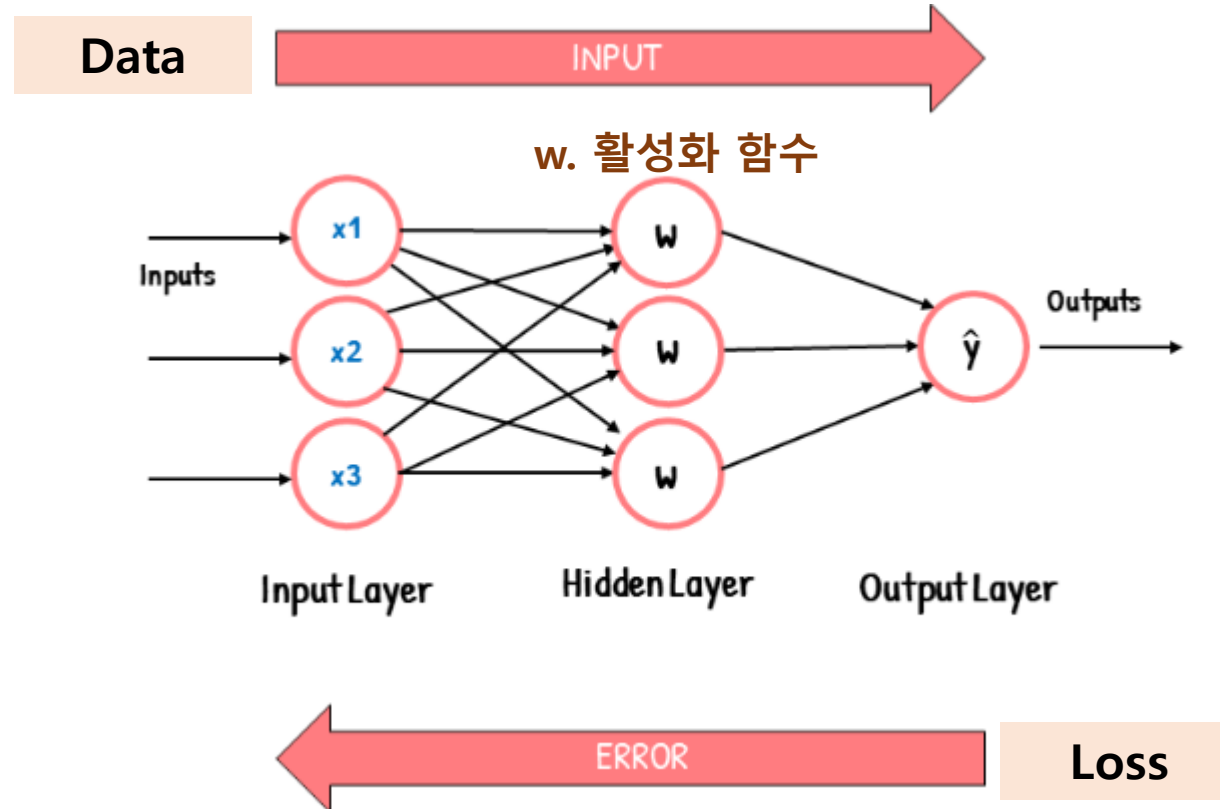 Data
INPUT
w. 활성화 함수
x1
w
Inputs
Outputs
x2
w
ŷ
x3
w
Input Layer
Hidden Layer
Output Layer
ERROR
Loss